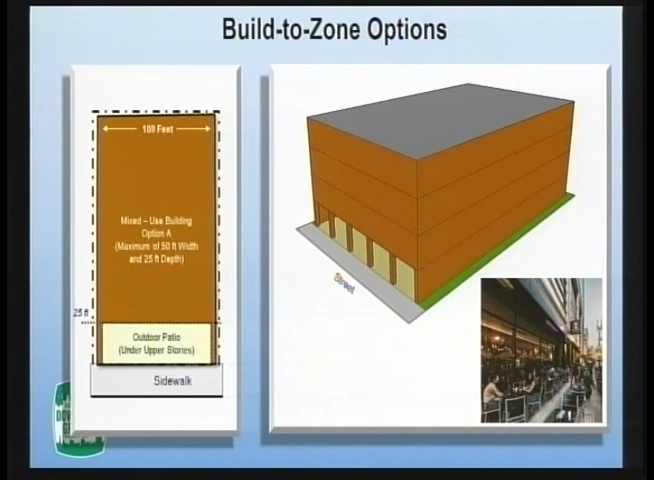 Build-to-Zone Options
100 Feet
Mixed – Use Building
Option A
(Maximum of 50 ft Width
and 25 ft Depth)
25 ft
Outdoor Patio
(Under Upper Stories)
Sidewalk
Street